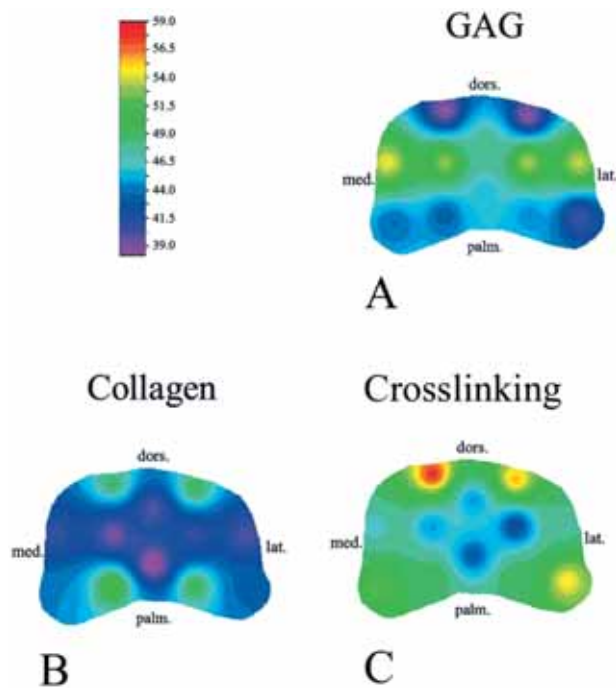 GAG
59.0
56.5
54.0
51.5
49.0
46.5
44.0
41.5
39.0
dors.
med.
lat.
palm.
A
Collagen
dors.
med.
lat.
palm.
B
Crosslinking
dors.
med.
lat.
palm.
C